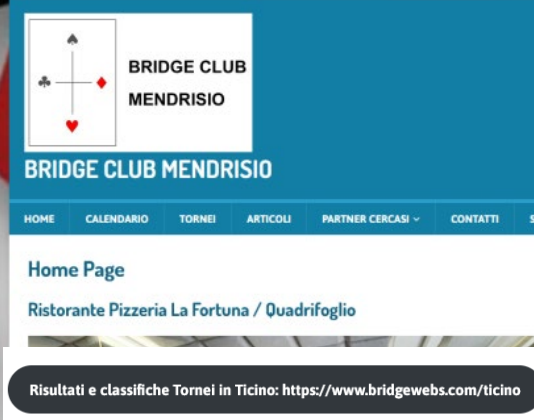 BRIDGE CLUB
MENDRISIO
BRIDGE CLUB MENDRISIO
HOME CALENDARIO TORNEI ARTICOLI PARTNER CERCASI CONTATTI
Home Page
Ristorante Pizzeria La Fortuna / Quadrifoglio
Risultati e classifiche Tornei in Ticino: https://www.bridgewebs.com/ticino